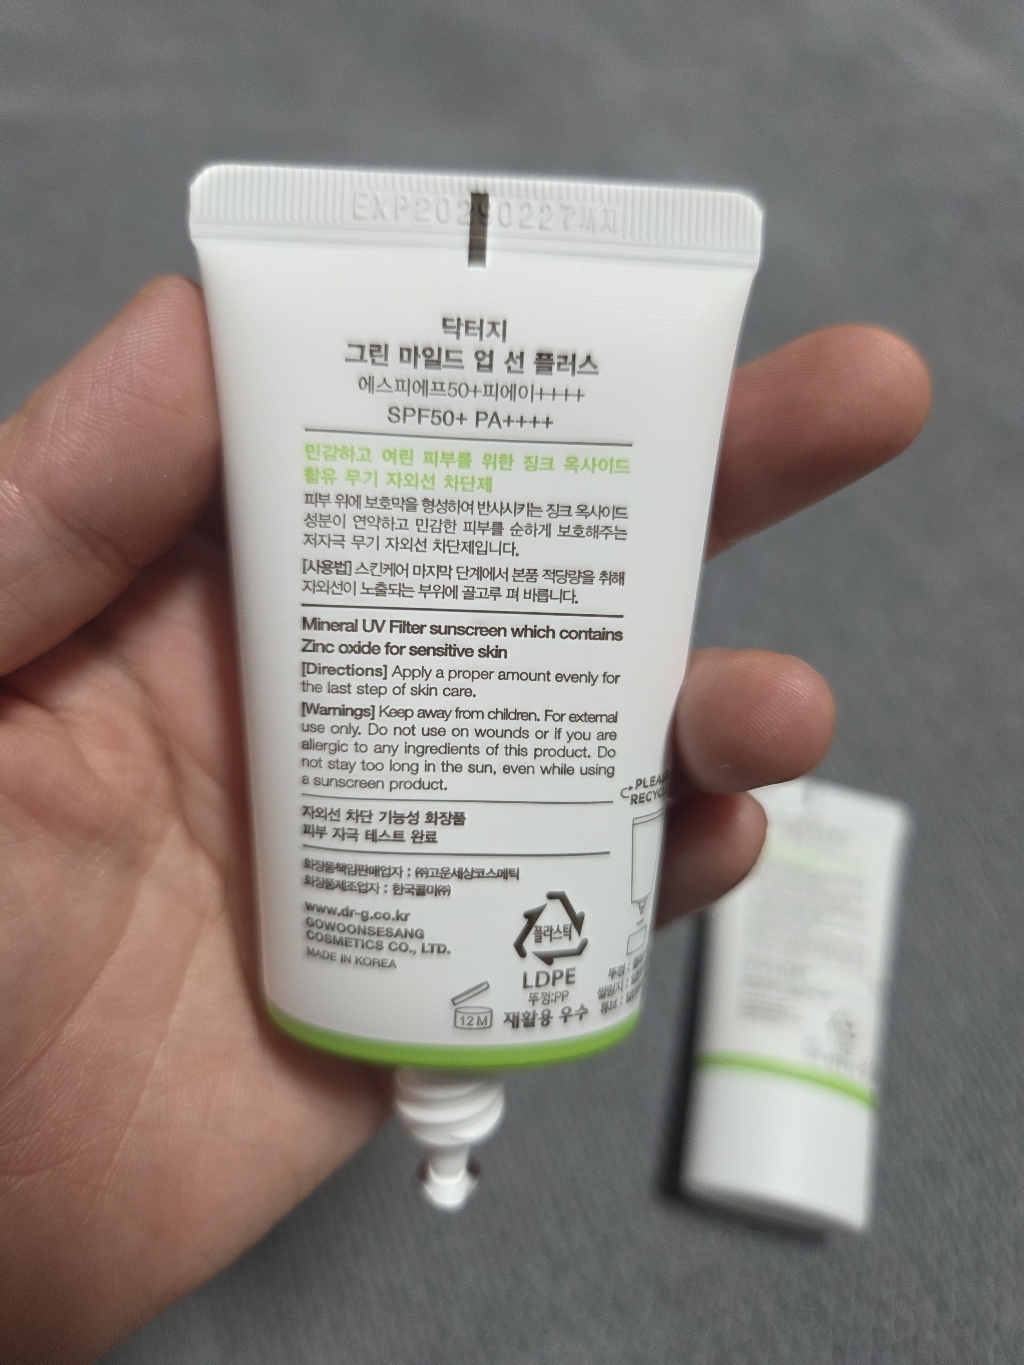 닥터지
그린 마일드 업 선 플러스
에스피에프50+피에이++++
SPF50+ PA++++
민감하고 여린 피부를 위한 징크 옥사이드
함유 무기 자외선 차단제
피부 위에 보호막을 형성하여 반사시키는 징크 옥사이드
성분이 연약하고 민감한 피부를 순하게 보호해주는
저자극 무기 자외선 차단제입니다.
[사용법] 스킨케어 마지막 단계에서 본품 적당량을 취해
자외선이 노출되는 부위에 골고루 펴 바릅니다.
Mineral UV Filter sunscreen which contains
Zinc oxide for sensitive skin
[Directions] Apply a proper amount evenly for
the last step of skin care.
[Warnings] Keep away from children. For external
use only. Do not use on wounds or if you are
allergic to any ingredients of this product. Do
not stay too long in the sun, even while using
a sunscreen product.
PLEASE
RECYCLE
자외선 차단 기능성 화장품
피부 자극 테스트 완료
화장품책임판매업자 : ㈜고운세상코스메틱
화장품제조업자 : 한국콜마㈜
www.dr-g.co.kr
GOWOONSESANG
COSMETICS CO., LTD.
MADE IN KOREA
플라스틱
LDPE
뚜껑:PP
재활용 우수
12M
뚜껑 :
씰링지 :
튜브 :